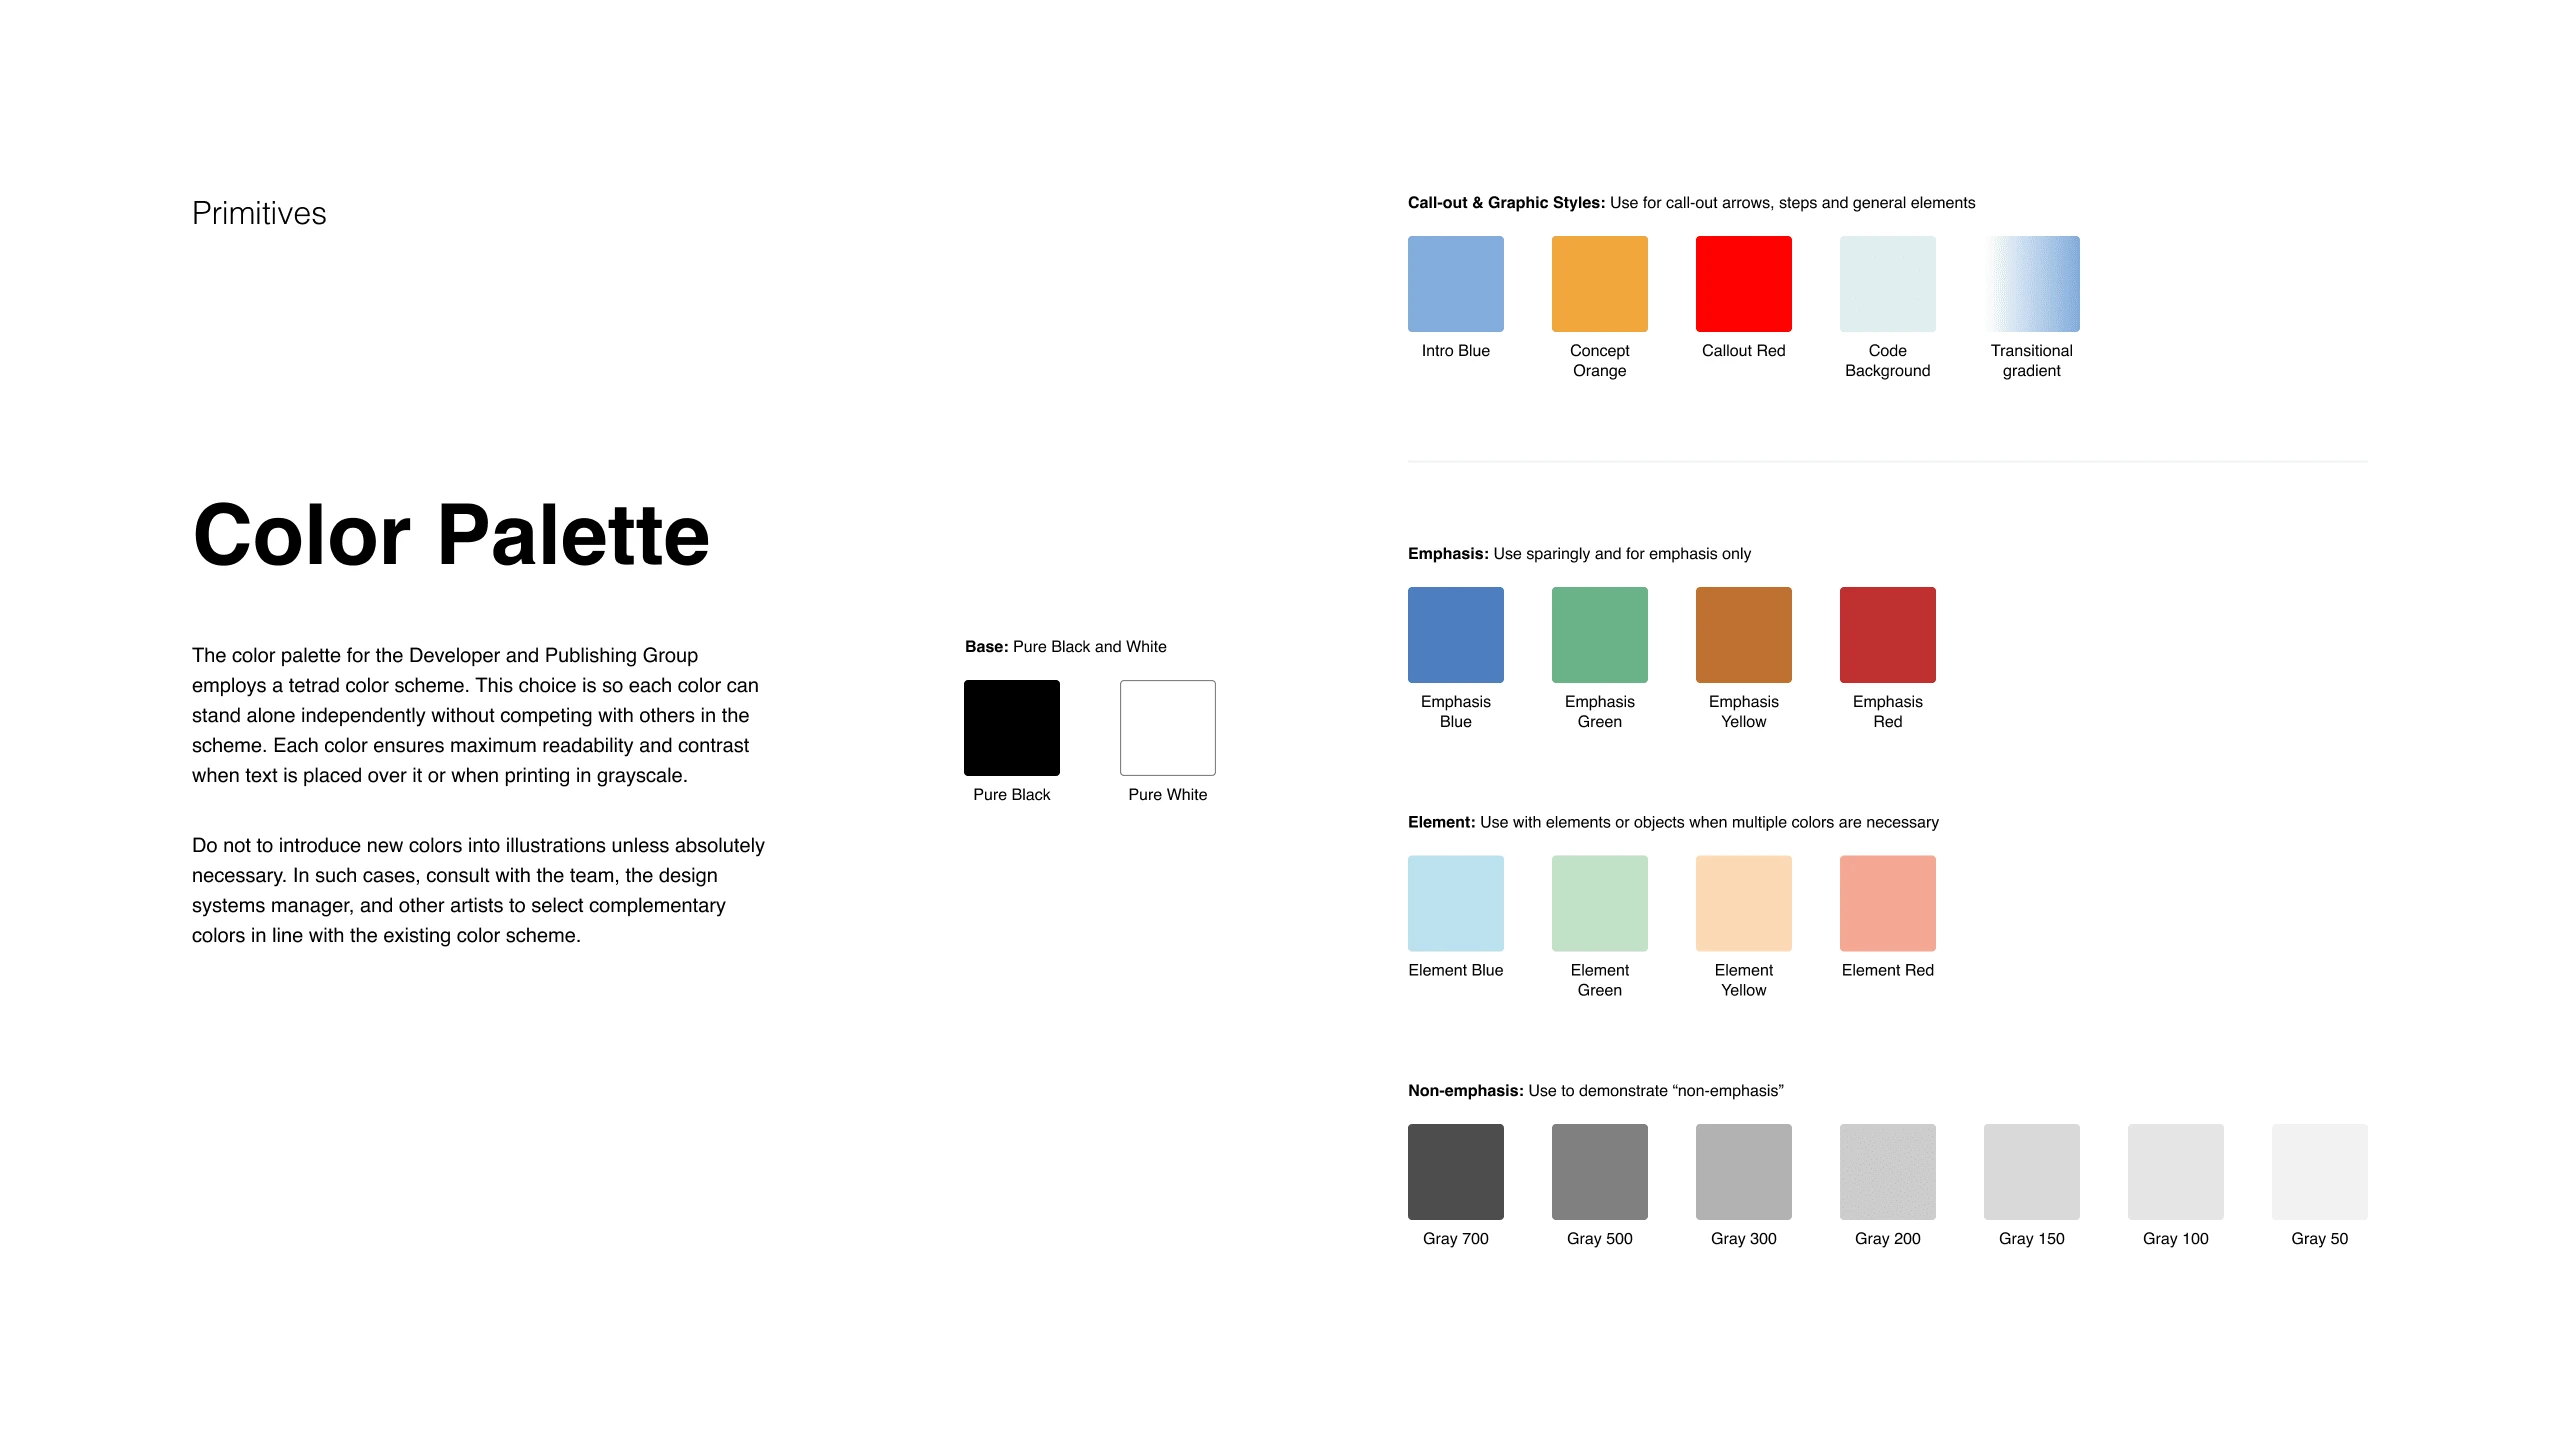 Primitives
Color Palette
The color palette for the Developer and Publishing Group
employs a tetrad color scheme. This choice is so each color can
stand alone independently without competing with others in the
scheme. Each color ensures maximum readability and contrast
when text is placed over it or when printing in grayscale.
Do not to introduce new colors into illustrations unless absolutely
necessary. In such cases, consult with the team, the design
systems manager, and other artists to select complementary
colors in line with the existing color scheme.
Base: Pure Black and White
Pure Black
Pure White
Call-out & Graphic Styles: Use for call-out arrows, steps and general elements
Intro Blue
Concept
Orange
Callout Red
Code
Background
Transitional
gradient
Emphasis: Use sparingly and for emphasis only
Emphasis
Blue
Emphasis
Green
Emphasis
Yellow
Emphasis
Red
Element: Use with elements or objects when multiple colors are necessary
Element Blue
Element
Green
Element
Yellow
Element Red
Non-emphasis: Use to demonstrate “non-emphasis”
Gray 700
Gray 500
Gray 300
Gray 200
Gray 150
Gray 100
Gray 50